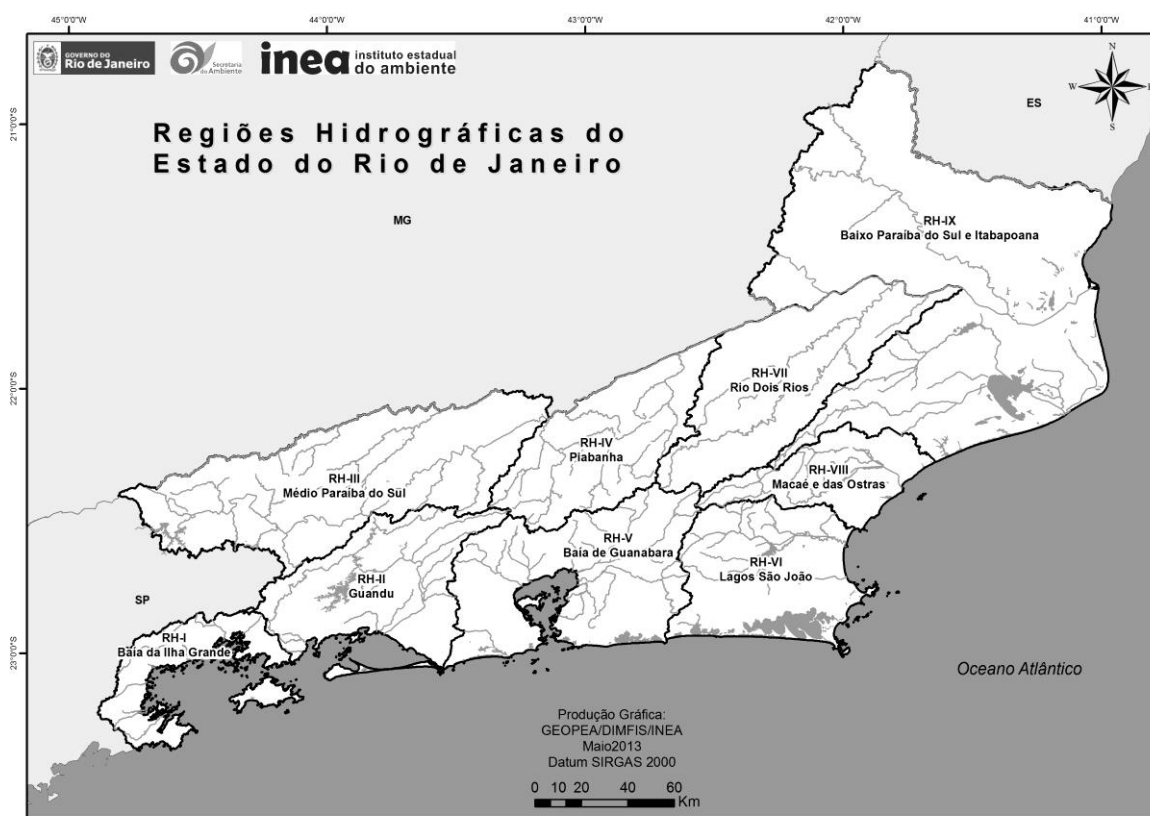 45°0'0"W 44°0'0"W 43°0'0"W 42°0'0"W 41°0'0"W
GOVERNO DO
Rio de Janeiro
Secretaria
do Ambiente
inea instituto estadual
do ambiente
N
W E
S
ES
Regiões Hidrográficas do
Estado do Rio de Janeiro
21°0'0"S
MG
RH-IX
Baixo Paraíba do Sul e Itabapoana
22°0'0"S
RH-VII
Rio Dois Rios
RH-IV
Piabanha
RH-III
Médio Paraíba do Sul
RH-VIII
Macaé e das Ostras
RH-V
Baía de Guanabara
RH-VI
Lagos São João
RH-II
Guandu
SP
RH-I
Baía da Ilha Grande
23°0'0"S
Oceano Atlântico
Produção Gráfica:
GEOPEA/DIMFIS/INEA
Maio2013
Datum SIRGAS 2000
0 10 20 40 60
Km